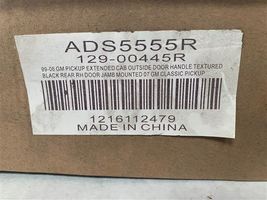 ADS5555R
129-00445R
99-06 GM PICKUP EXTENDED CAB OUTSIDE DOOR HANDLE TEXTURED
BLACK REAR RH DOOR JAMB MOUNTED 07 GM CLASSIC PICKUP
1216112479
MADE IN CHINA